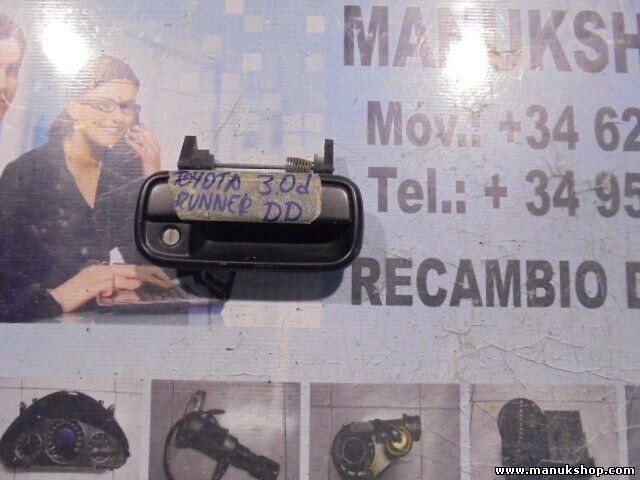 MANUKSH
Móv.: +34 62
Tel.: + 34 95
RECAMBIO D
TOYOTA 3.0d
RUNNER DD
www.manukshop.com